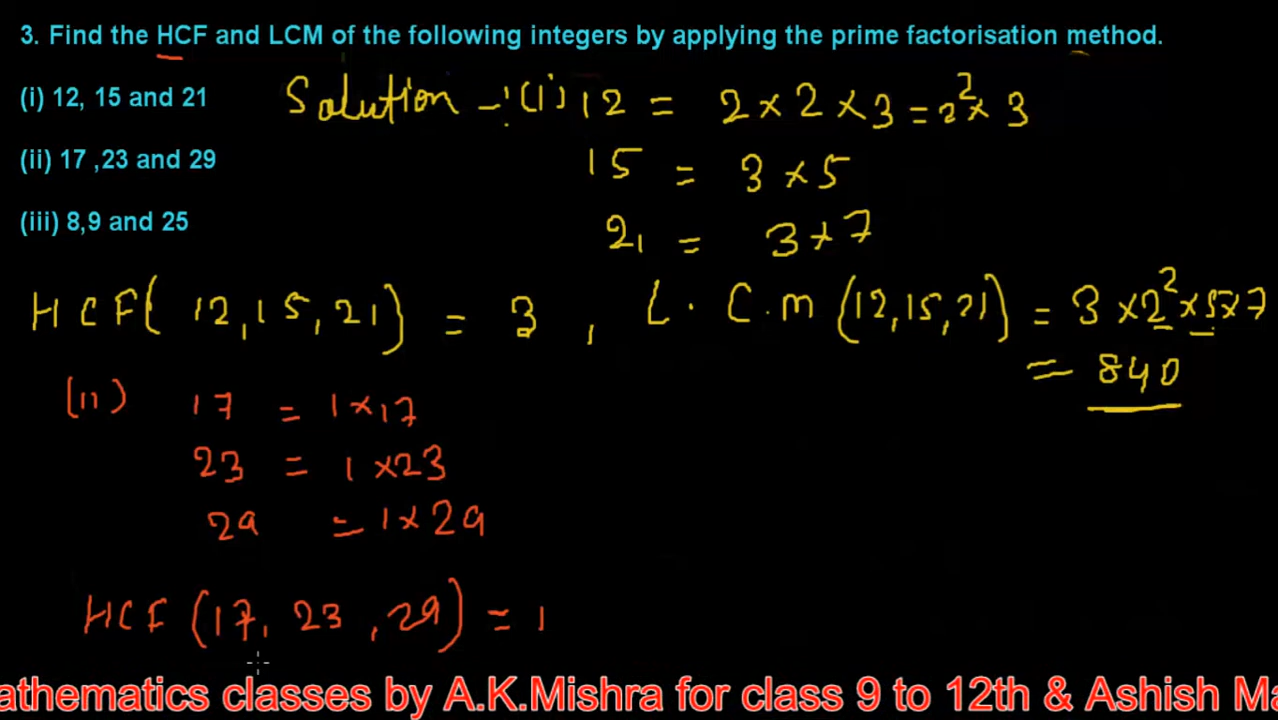 3. Find the HCF and LCM of the following integers by applying the prime factorisation method.
(i) 12, 15 and 21
(ii) 17 ,23 and 29
(iii) 8,9 and 25
Solution -: (i) 12 = 2 × 2 × 3 = 2² × 3
15 = 3 × 5
21 = 3 × 7
HCF( 12, 15, 21) = 3 , L. C.M (12,15,21) = 3 × 2² × 5 × 7
= 840
(ii) 17 = 1 × 17
23 = 1 × 23
29 = 1 × 29
HCF (17, 23 , 29) = 1
athematics classes by A.K.Mishra for class 9 to 12th & Ashish Ma